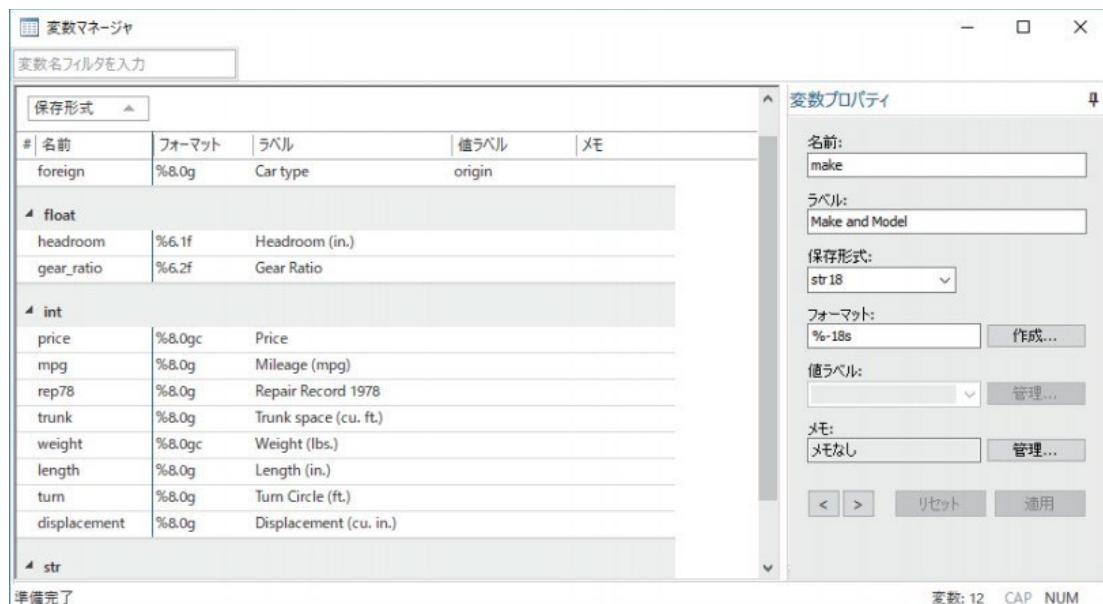 変数マネージャ
変数名フィルタを入力
保存形式
# 名前 フォーマット ラベル 値ラベル メモ
foreign %8.0g Car type origin
float
headroom %6.1f Headroom (in.)
gear_ratio %6.2f Gear Ratio
int
price %8.0gc Price
mpg %8.0g Mileage (mpg)
rep78 %8.0g Repair Record 1978
trunk %8.0g Trunk space (cu. ft.)
weight %8.0gc Weight (lbs.)
length %8.0g Length (in.)
turn %8.0g Turn Circle (ft.)
displacement %8.0g Displacement (cu. in.)
str
変数プロパティ
名前:
make
ラベル:
Make and Model
保存形式:
str18
フォーマット:
%-18s 作成...
値ラベル:
管理...
メモ:
メモなし 管理...
< > リセット 適用
準備完了 変数: 12 CAP NUM